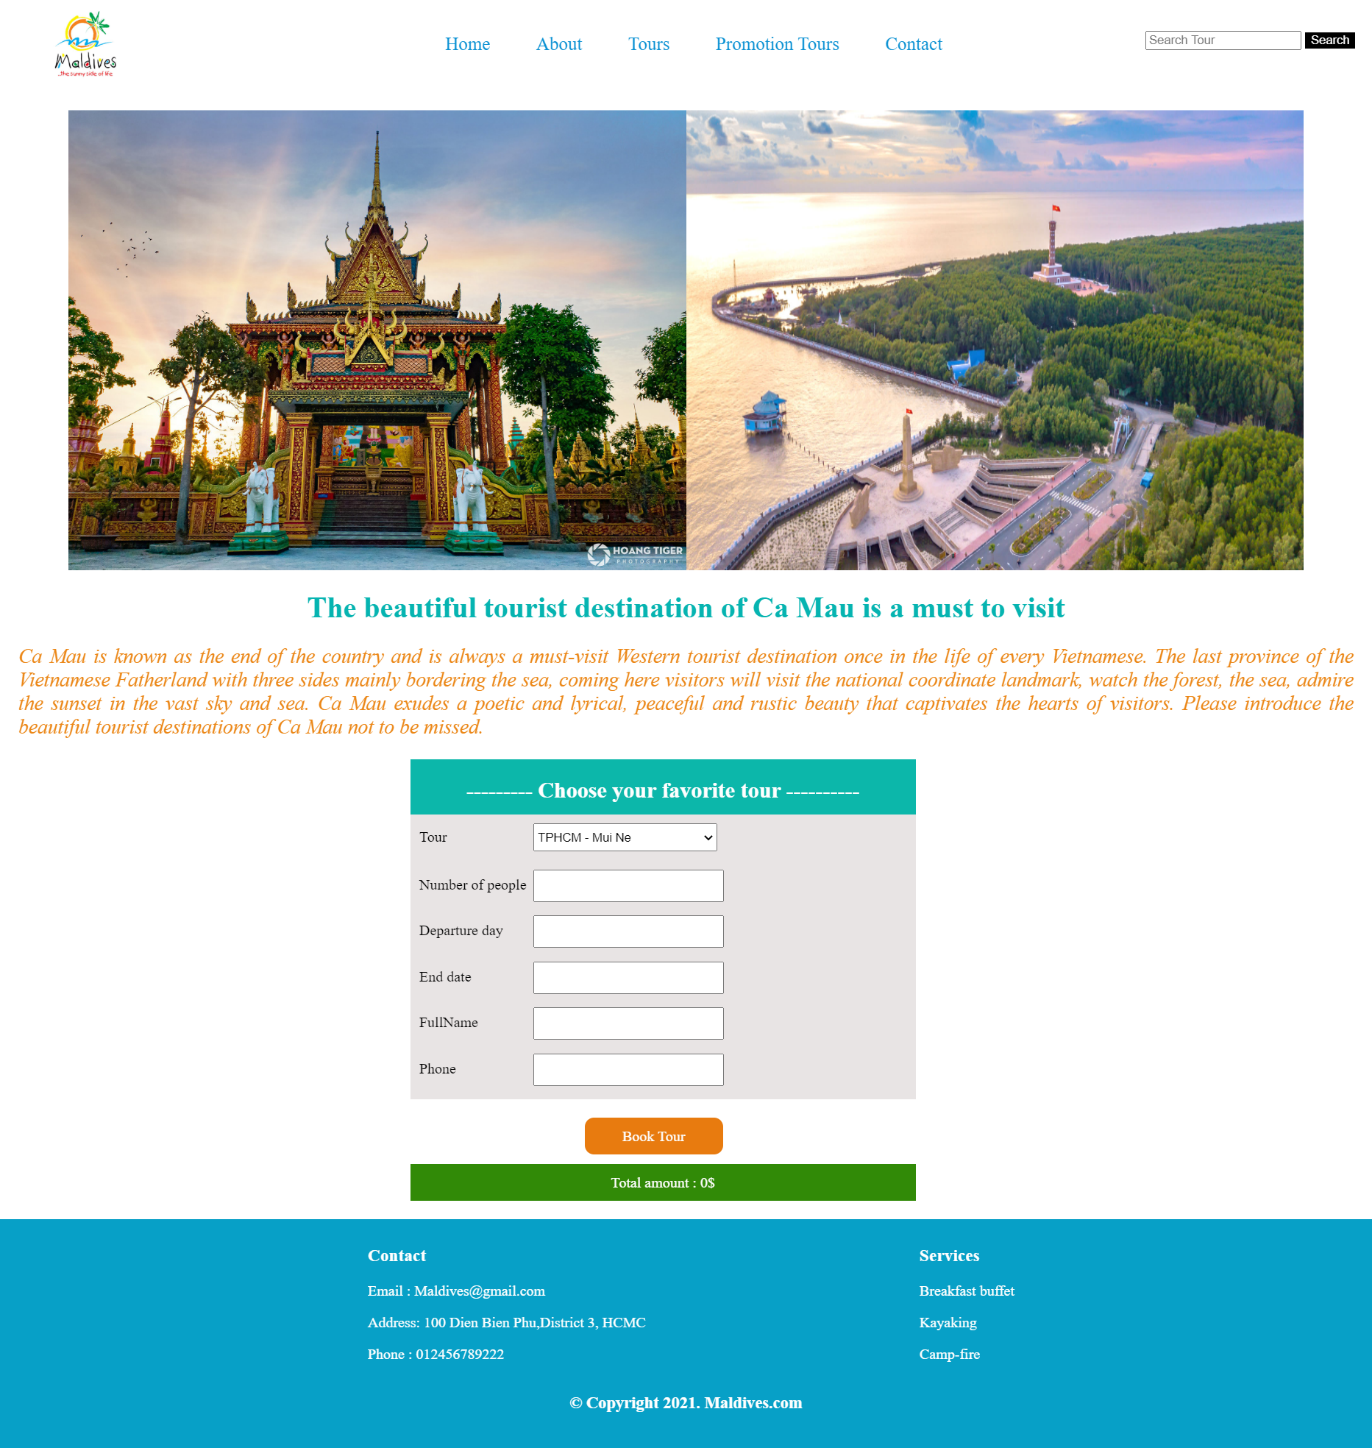 Maldives
...the sunny side of life
Home About Tours Promotion Tours Contact
Search Tour Search
HOANG TIGER
PHOTOGRAPHY
The beautiful tourist destination of Ca Mau is a must to visit
Ca Mau is known as the end of the country and is always a must-visit Western tourist destination once in the life of every Vietnamese. The last province of the
Vietnamese Fatherland with three sides mainly bordering the sea, coming here visitors will visit the national coordinate landmark, watch the forest, the sea, admire
the sunset in the vast sky and sea. Ca Mau exudes a poetic and lyrical, peaceful and rustic beauty that captivates the hearts of visitors. Please introduce the
beautiful tourist destinations of Ca Mau not to be missed.
--------- Choose your favorite tour ----------
Tour TPHCM - Mui Ne
Number of people
Departure day
End date
FullName
Phone
Book Tour
Total amount : 0$
Contact Services
Email : Maldives@gmail.com Breakfast buffet
Address: 100 Dien Bien Phu,District 3, HCMC Kayaking
Phone : 012456789222 Camp-fire
© Copyright 2021. Maldives.com